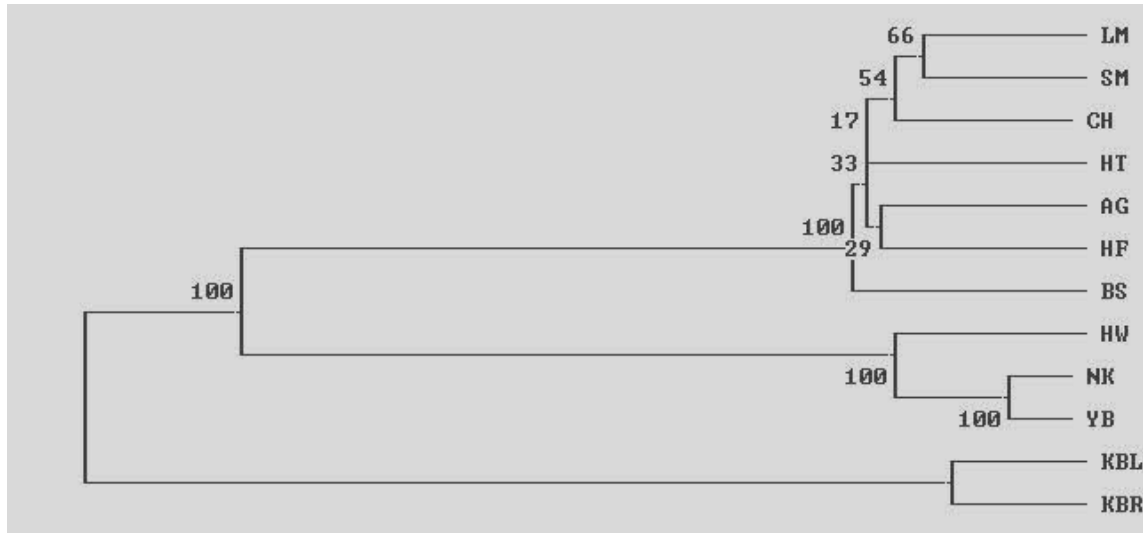 66 LM
54 SM
17 CH
33 HT
AG
100
29 HF
100 BS
HW
100 NK
100 YB
KBL
KBR